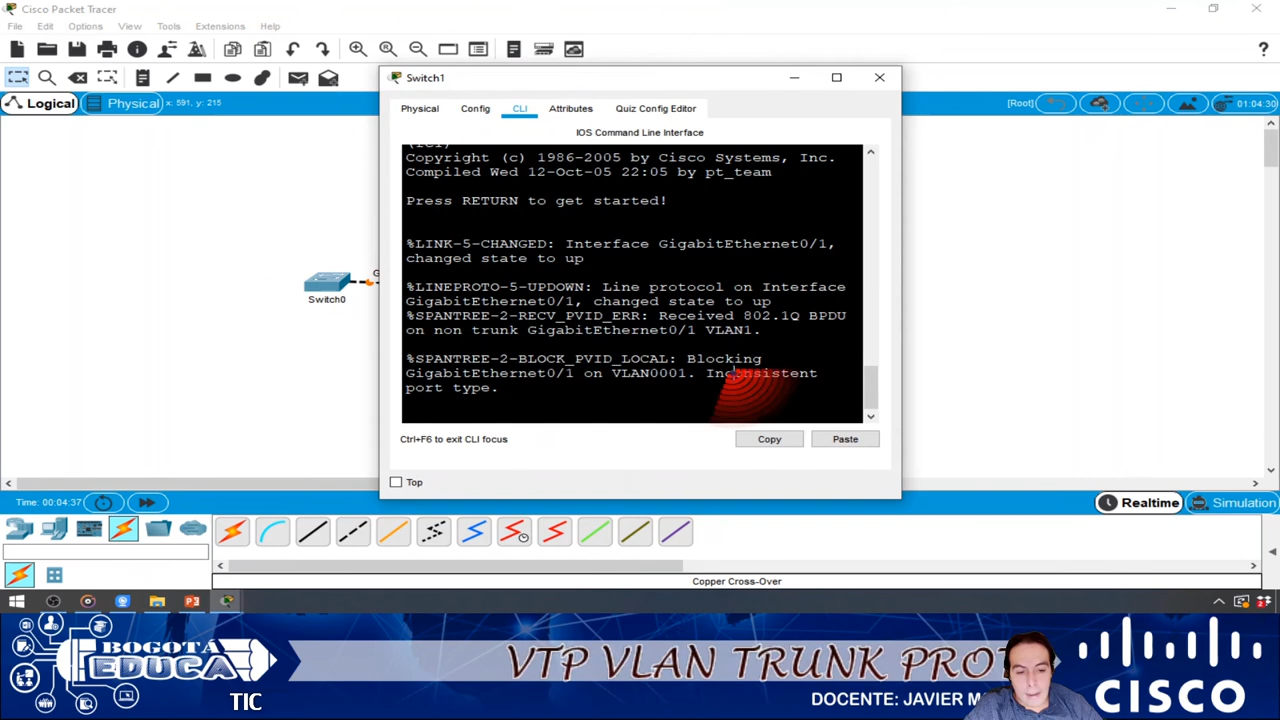 Cisco Packet Tracer
File Edit Options View Tools Extensions Help
Logical Physical x: 591, y: 215 [Root] 01:04:30
Switch1
Physical Config CLI Attributes Quiz Config Editor
IOS Command Line Interface
Copyright (c) 1986-2005 by Cisco Systems, Inc.
Compiled Wed 12-Oct-05 22:05 by pt_team
Press RETURN to get started!
%LINK-5-CHANGED: Interface GigabitEthernet0/1,
changed state to up
%LINEPROTO-5-UPDOWN: Line protocol on Interface
GigabitEthernet0/1, changed state to up
%SPANTREE-2-RECV_PVID_ERR: Received 802.1Q BPDU
on non trunk GigabitEthernet0/1 VLAN1.
%SPANTREE-2-BLOCK_PVID_LOCAL: Blocking
GigabitEthernet0/1 on VLAN0001. Inconsistent
port type.
Ctrl+F6 to exit CLI focus
Copy Paste
Top
Switch0
G
Time: 00:04:37
Realtime Simulation
Copper Cross-Over
BOGOTÁ
EDUCA
TIC
VTP VLAN TRUNK PROT
DOCENTE: JAVIER M
CISCO